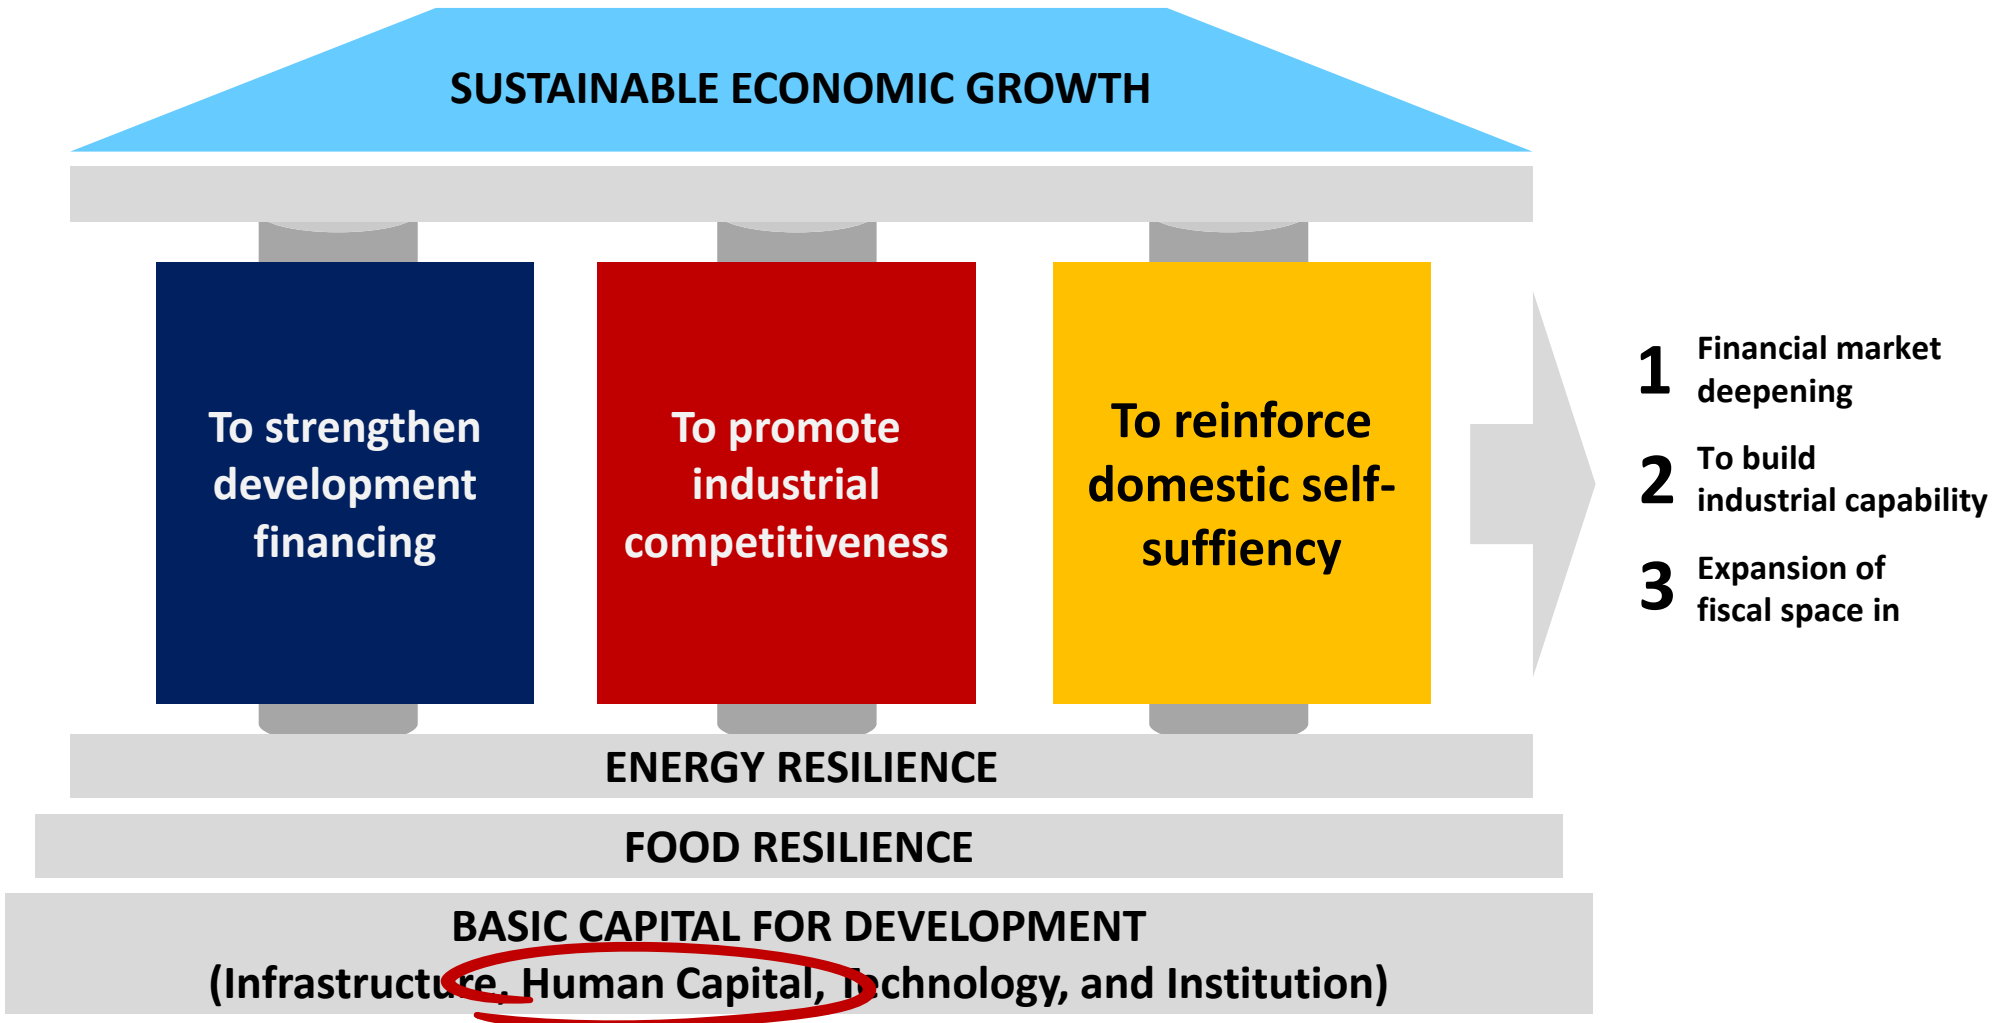 SUSTAINABLE ECONOMIC GROWTH
To strengthen
development
financing
To promote
industrial
competitiveness
To reinforce
domestic self-
suffiency
1 Financial market
deepening
2 To build
industrial capability
3 Expansion of
fiscal space in
ENERGY RESILIENCE
FOOD RESILIENCE
BASIC CAPITAL FOR DEVELOPMENT
(Infrastructure, Human Capital, Technology, and Institution)